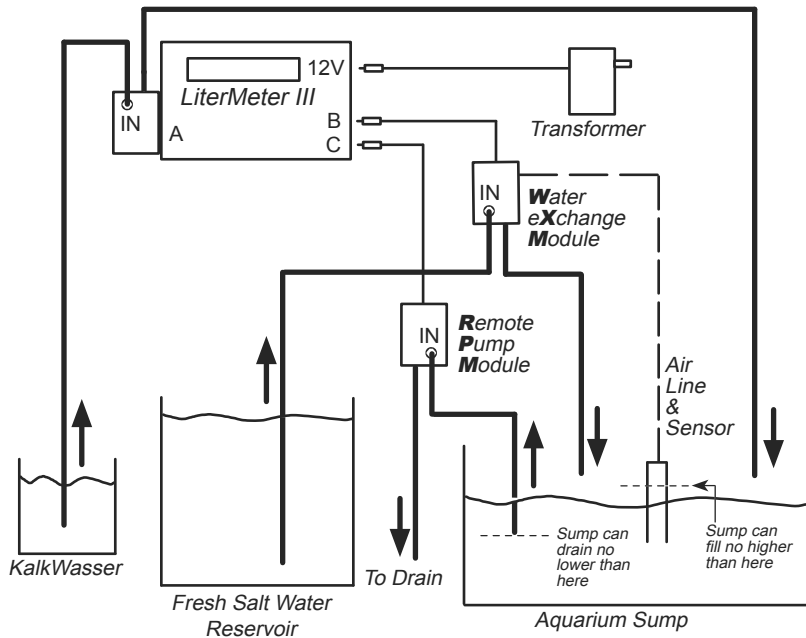 12V
LiterMeter III
IN
A
B
C
Transformer
IN
Water
eXchange
Module
IN
Remote
Pump
Module
Air
Line
&
Sensor
Sump can
drain no
lower than
here
Sump can
fill no higher
than here
KalkWasser
To Drain
Fresh Salt Water
Reservoir
Aquarium Sump